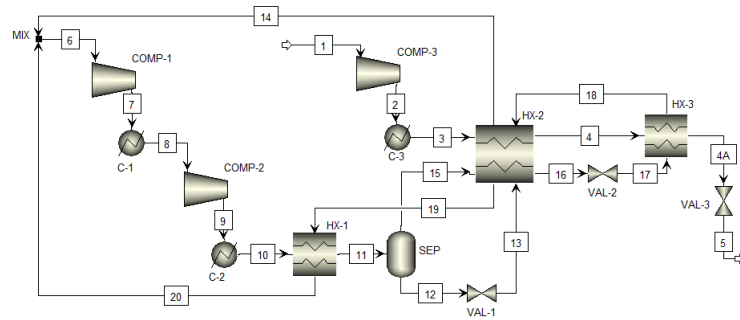 14
MIX
6
COMP-1
1
COMP-3
7
2
HX-2
18
HX-3
C-1
8
C-3
3
4
4A
COMP-2
15
16
VAL-2
17
VAL-3
9
19
HX-1
13
5
C-2
10
11
SEP
12
VAL-1
20